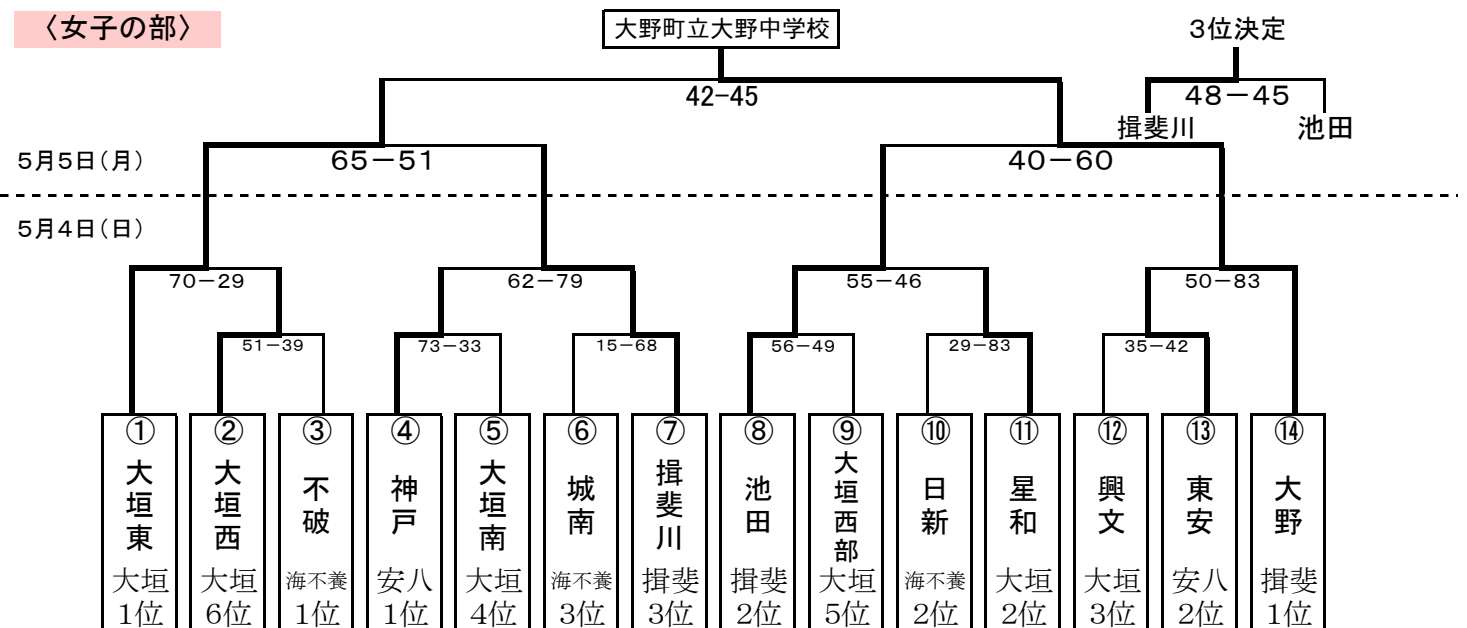 〈女子の部〉
大野町立大野中学校
3位決定
42-45
48-45
揖斐川
池田
5月5日(月)
65-51
40-60
5月4日(日)
70-29
62-79
55-46
50-83
51-39
73-33
15-68
56-49
29-83
35-42
①
大垣東
大垣
1位
②
大垣西
大垣
6位
③
不破
海不養
1位
④
神戸
安八
1位
⑤
大垣南
大垣
4位
⑥
城南
海不養
3位
⑦
揖斐川
揖斐
3位
⑧
池田
揖斐
2位
⑨
大垣西部
大垣
5位
⑩
日新
海不養
2位
⑪
星和
大垣
2位
⑫
興文
大垣
3位
⑬
東安
安八
2位
⑭
大野
揖斐
1位